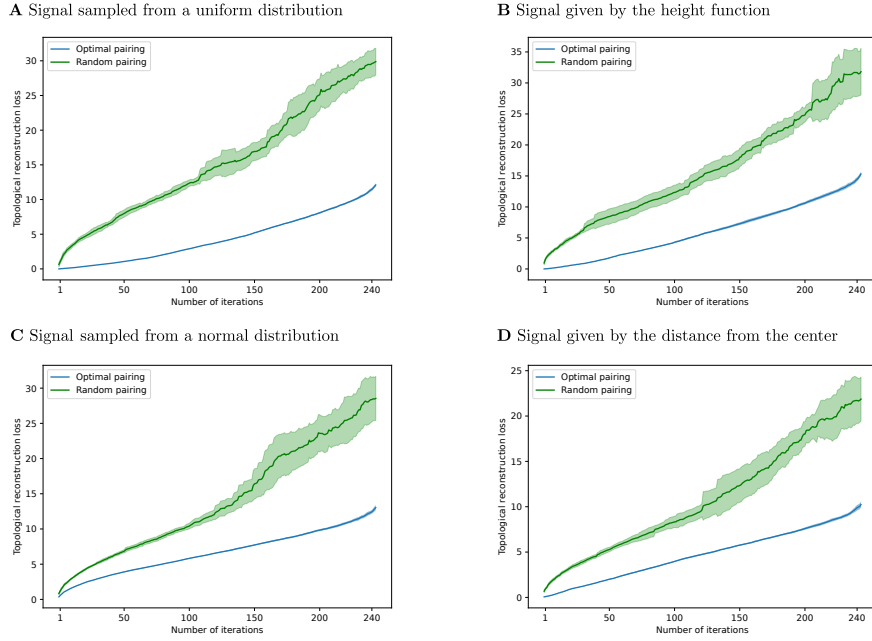 A Signal sampled from a uniform distribution
Optimal pairing
Random pairing
Topological reconstruction loss
30
25
20
15
10
5
0
1
50
100
150
200
240
Number of iterations
B Signal given by the height function
Optimal pairing
Random pairing
Topological reconstruction loss
35
30
25
20
15
10
5
0
1
50
100
150
200
240
Number of iterations
C Signal sampled from a normal distribution
Optimal pairing
Random pairing
Topological reconstruction loss
30
25
20
15
10
5
0
1
50
100
150
200
240
Number of iterations
D Signal given by the distance from the center
Optimal pairing
Random pairing
Topological reconstruction loss
25
20
15
10
5
0
1
50
100
150
200
240
Number of iterations